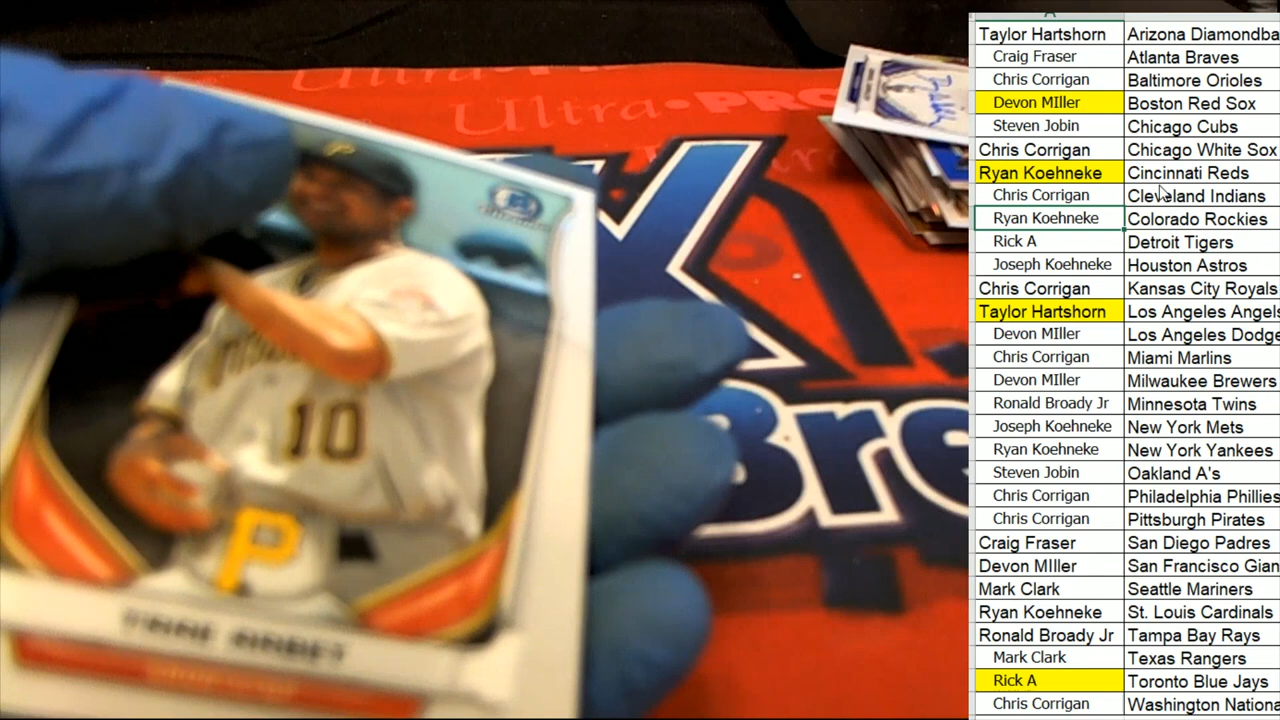 Ultra•PRO
10
P
Bre
A
Taylor Hartshorn Arizona Diamondba
Craig Fraser Atlanta Braves
Chris Corrigan Baltimore Orioles
Devon MIller Boston Red Sox
Steven Jobin Chicago Cubs
Chris Corrigan Chicago White Sox
Ryan Koehneke Cincinnati Reds
Chris Corrigan Cleveland Indians
Ryan Koehneke Colorado Rockies
Rick A Detroit Tigers
Joseph Koehneke Houston Astros
Chris Corrigan Kansas City Royals
Taylor Hartshorn Los Angeles Angels
Devon MIller Los Angeles Dodge
Chris Corrigan Miami Marlins
Devon MIller Milwaukee Brewers
Ronald Broady Jr Minnesota Twins
Joseph Koehneke New York Mets
Ryan Koehneke New York Yankees
Steven Jobin Oakland A's
Chris Corrigan Philadelphia Phillies
Chris Corrigan Pittsburgh Pirates
Craig Fraser San Diego Padres
Devon MIller San Francisco Gian
Mark Clark Seattle Mariners
Ryan Koehneke St. Louis Cardinals
Ronald Broady Jr Tampa Bay Rays
Mark Clark Texas Rangers
Rick A Toronto Blue Jays
Chris Corrigan Washington Nationa